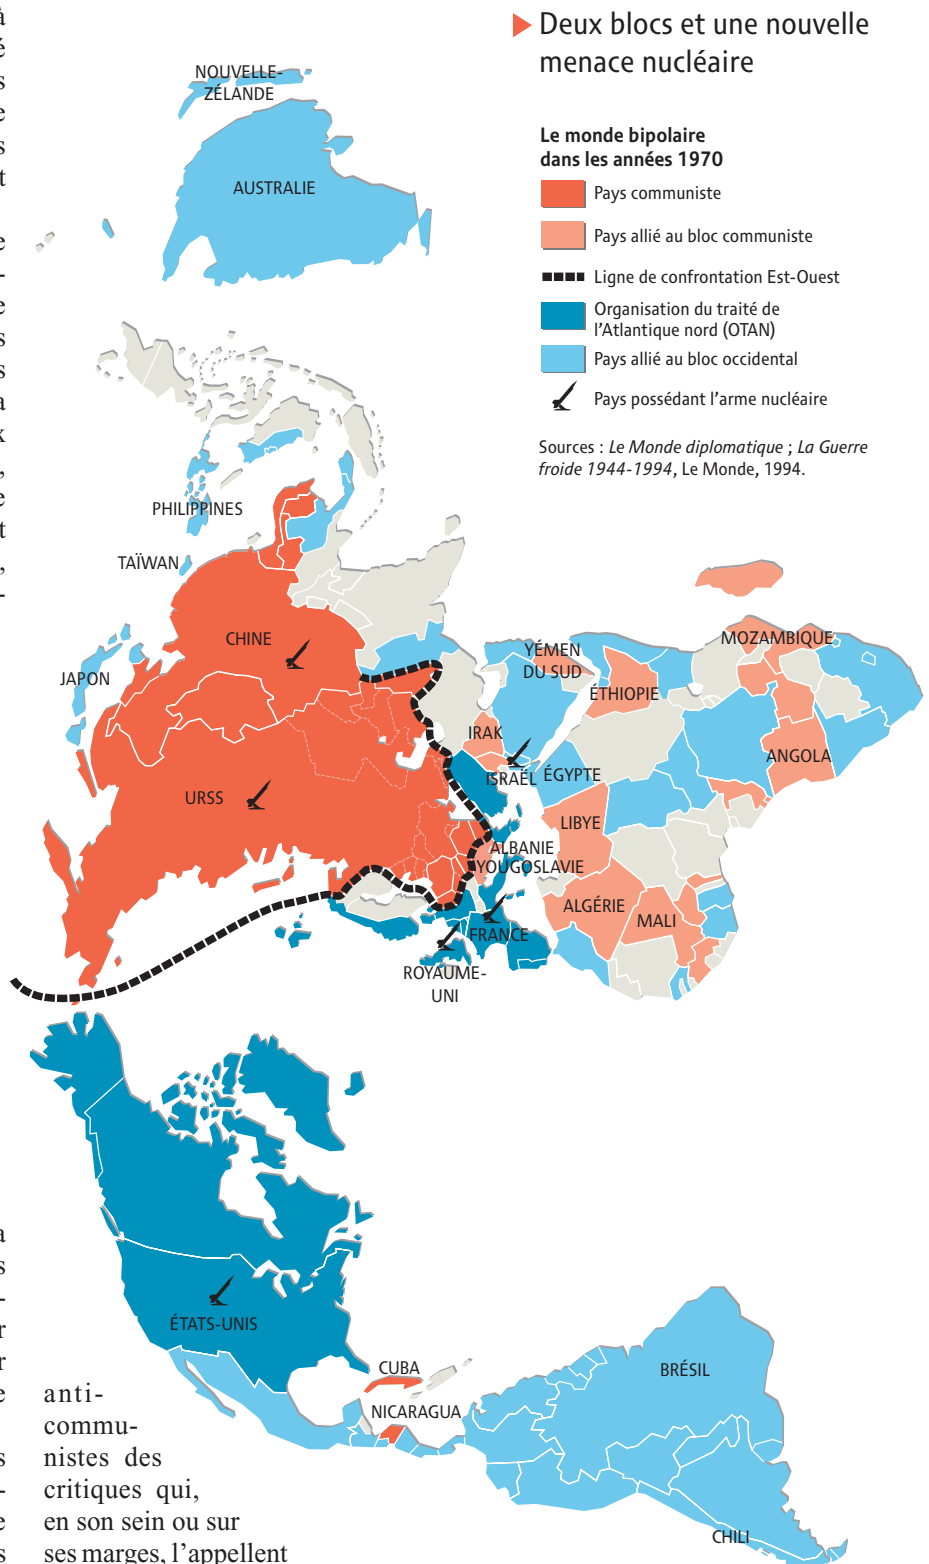 à
é
s
e
s
t
e
-
e
s
s
a
x
,
e
t
,
-
a
s
-
r
r
e
s
-
e
s
anti-
commu-
nistes des
critiques qui,
en son sein ou sur
ses marges, l’appellent
Deux blocs et une nouvelle
menace nucléaire
Le monde bipolaire
dans les années 1970
Pays communiste
Pays allié au bloc communiste
Ligne de confrontation Est-Ouest
Organisation du traité de
l’Atlantique nord (OTAN)
Pays allié au bloc occidental
Pays possédant l’arme nucléaire
Sources : Le Monde diplomatique ; La Guerre
froide 1944-1994, Le Monde, 1994.
NOUVELLE-
ZÉLANDE
AUSTRALIE
PHILIPPINES
TAÏWAN
CHINE
JAPON
URSS
YÉMEN
DU SUD
MOZAMBIQUE
ÉTHIOPIE
IRAK
ISRAËL
ÉGYPTE
ANGOLA
LIBYE
ALBANIE
YOUGOSLAVIE
ALGÉRIE
MALI
FRANCE
ROYAUME-
UNI
ÉTATS-UNIS
CUBA
NICARAGUA
BRÉSIL
CHILI